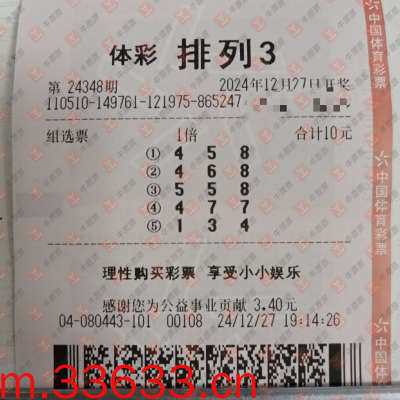 体彩 排列3
第 24348期 2024年12月27日开奖
110510-149761-121975-865247
组选票 1倍 合计10元
① 4 5 8
② 4 6 8
③ 5 5 8
④ 4 7 7
⑤ 1 3 4
理性购买彩票 享受小小娱乐
感谢您为公益事业贡献 3.40元
04-080443-101 00108 24/12/27 19:14:26
m.33633.cn
中国体育彩票
中国体育彩票
中国体